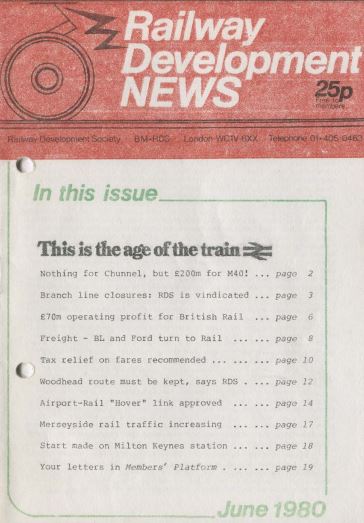 Railway
Development
NEWS
25p
Free to
members
Railway Development Society BM-RDS London WC1V 6XX Telephone 01-405-0463
In this issue
This is the age of the train
Nothing for Chunnel, but £200m for M40! ... page 2
Branch line closures: RDS is vindicated ... page 3
£70m operating profit for British Rail ... page 6
Freight - BL and Ford turn to Rail ... page 8
Tax relief on fares recommended ... ... page 10
Woodhead route must be kept, says RDS . ... page 12
Airport-Rail "Hover" link approved ... page 14
Merseyside rail traffic increasing ... page 17
Start made on Milton Keynes station ... page 18
Your letters in Members' Platform . ... ... page 19
June 1980